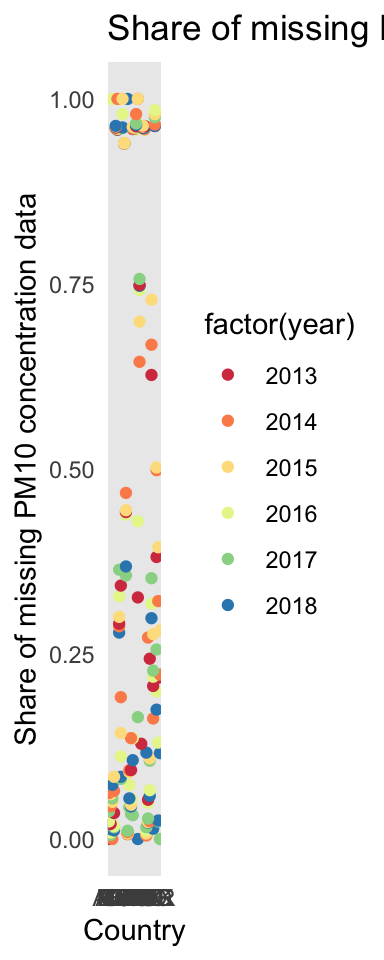 Share of missing
1.00
0.75
0.50
0.25
0.00
Share of missing PM10 concentration data
Country
factor(year)
2013
2014
2015
2016
2017
2018